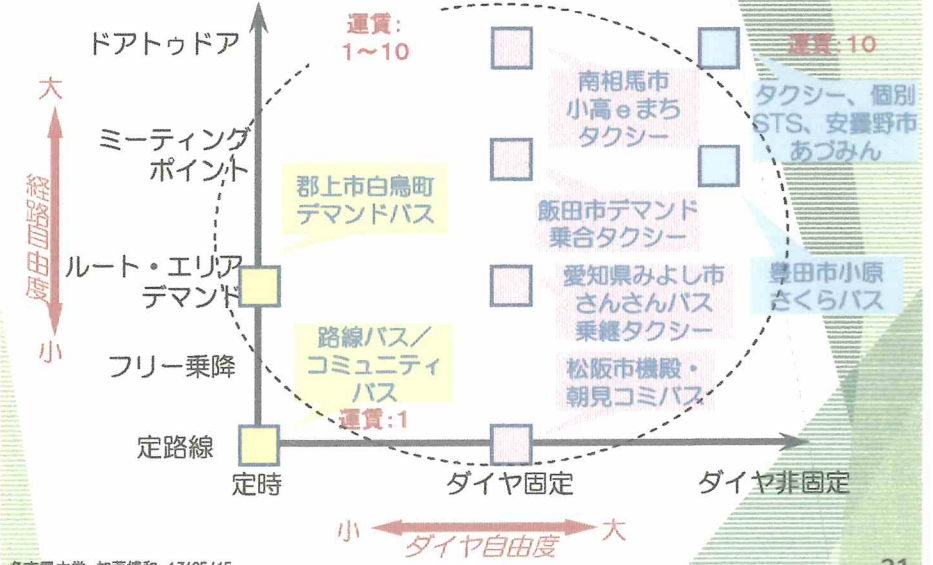 ドアトゥドア
ミーティング
ポイント
ルート・エリア
デマンド
フリー乗降
定路線
大
経路自由度
小
運賃:
1～10
運賃:10
南相馬市
小高eまち
タクシー
タクシー、個別
STS、安曇野市
あづみん
郡上市白鳥町
デマンドバス
飯田市デマンド
乗合タクシー
愛知県みよし市
さんさんバス
乗継タクシー
豊田市小原
さくらバス
路線バス/
コミュニティ
バス
運賃:1
松阪市機殿・
朝見コミバス
定時
ダイヤ固定
ダイヤ非固定
小
大
ダイヤ自由度